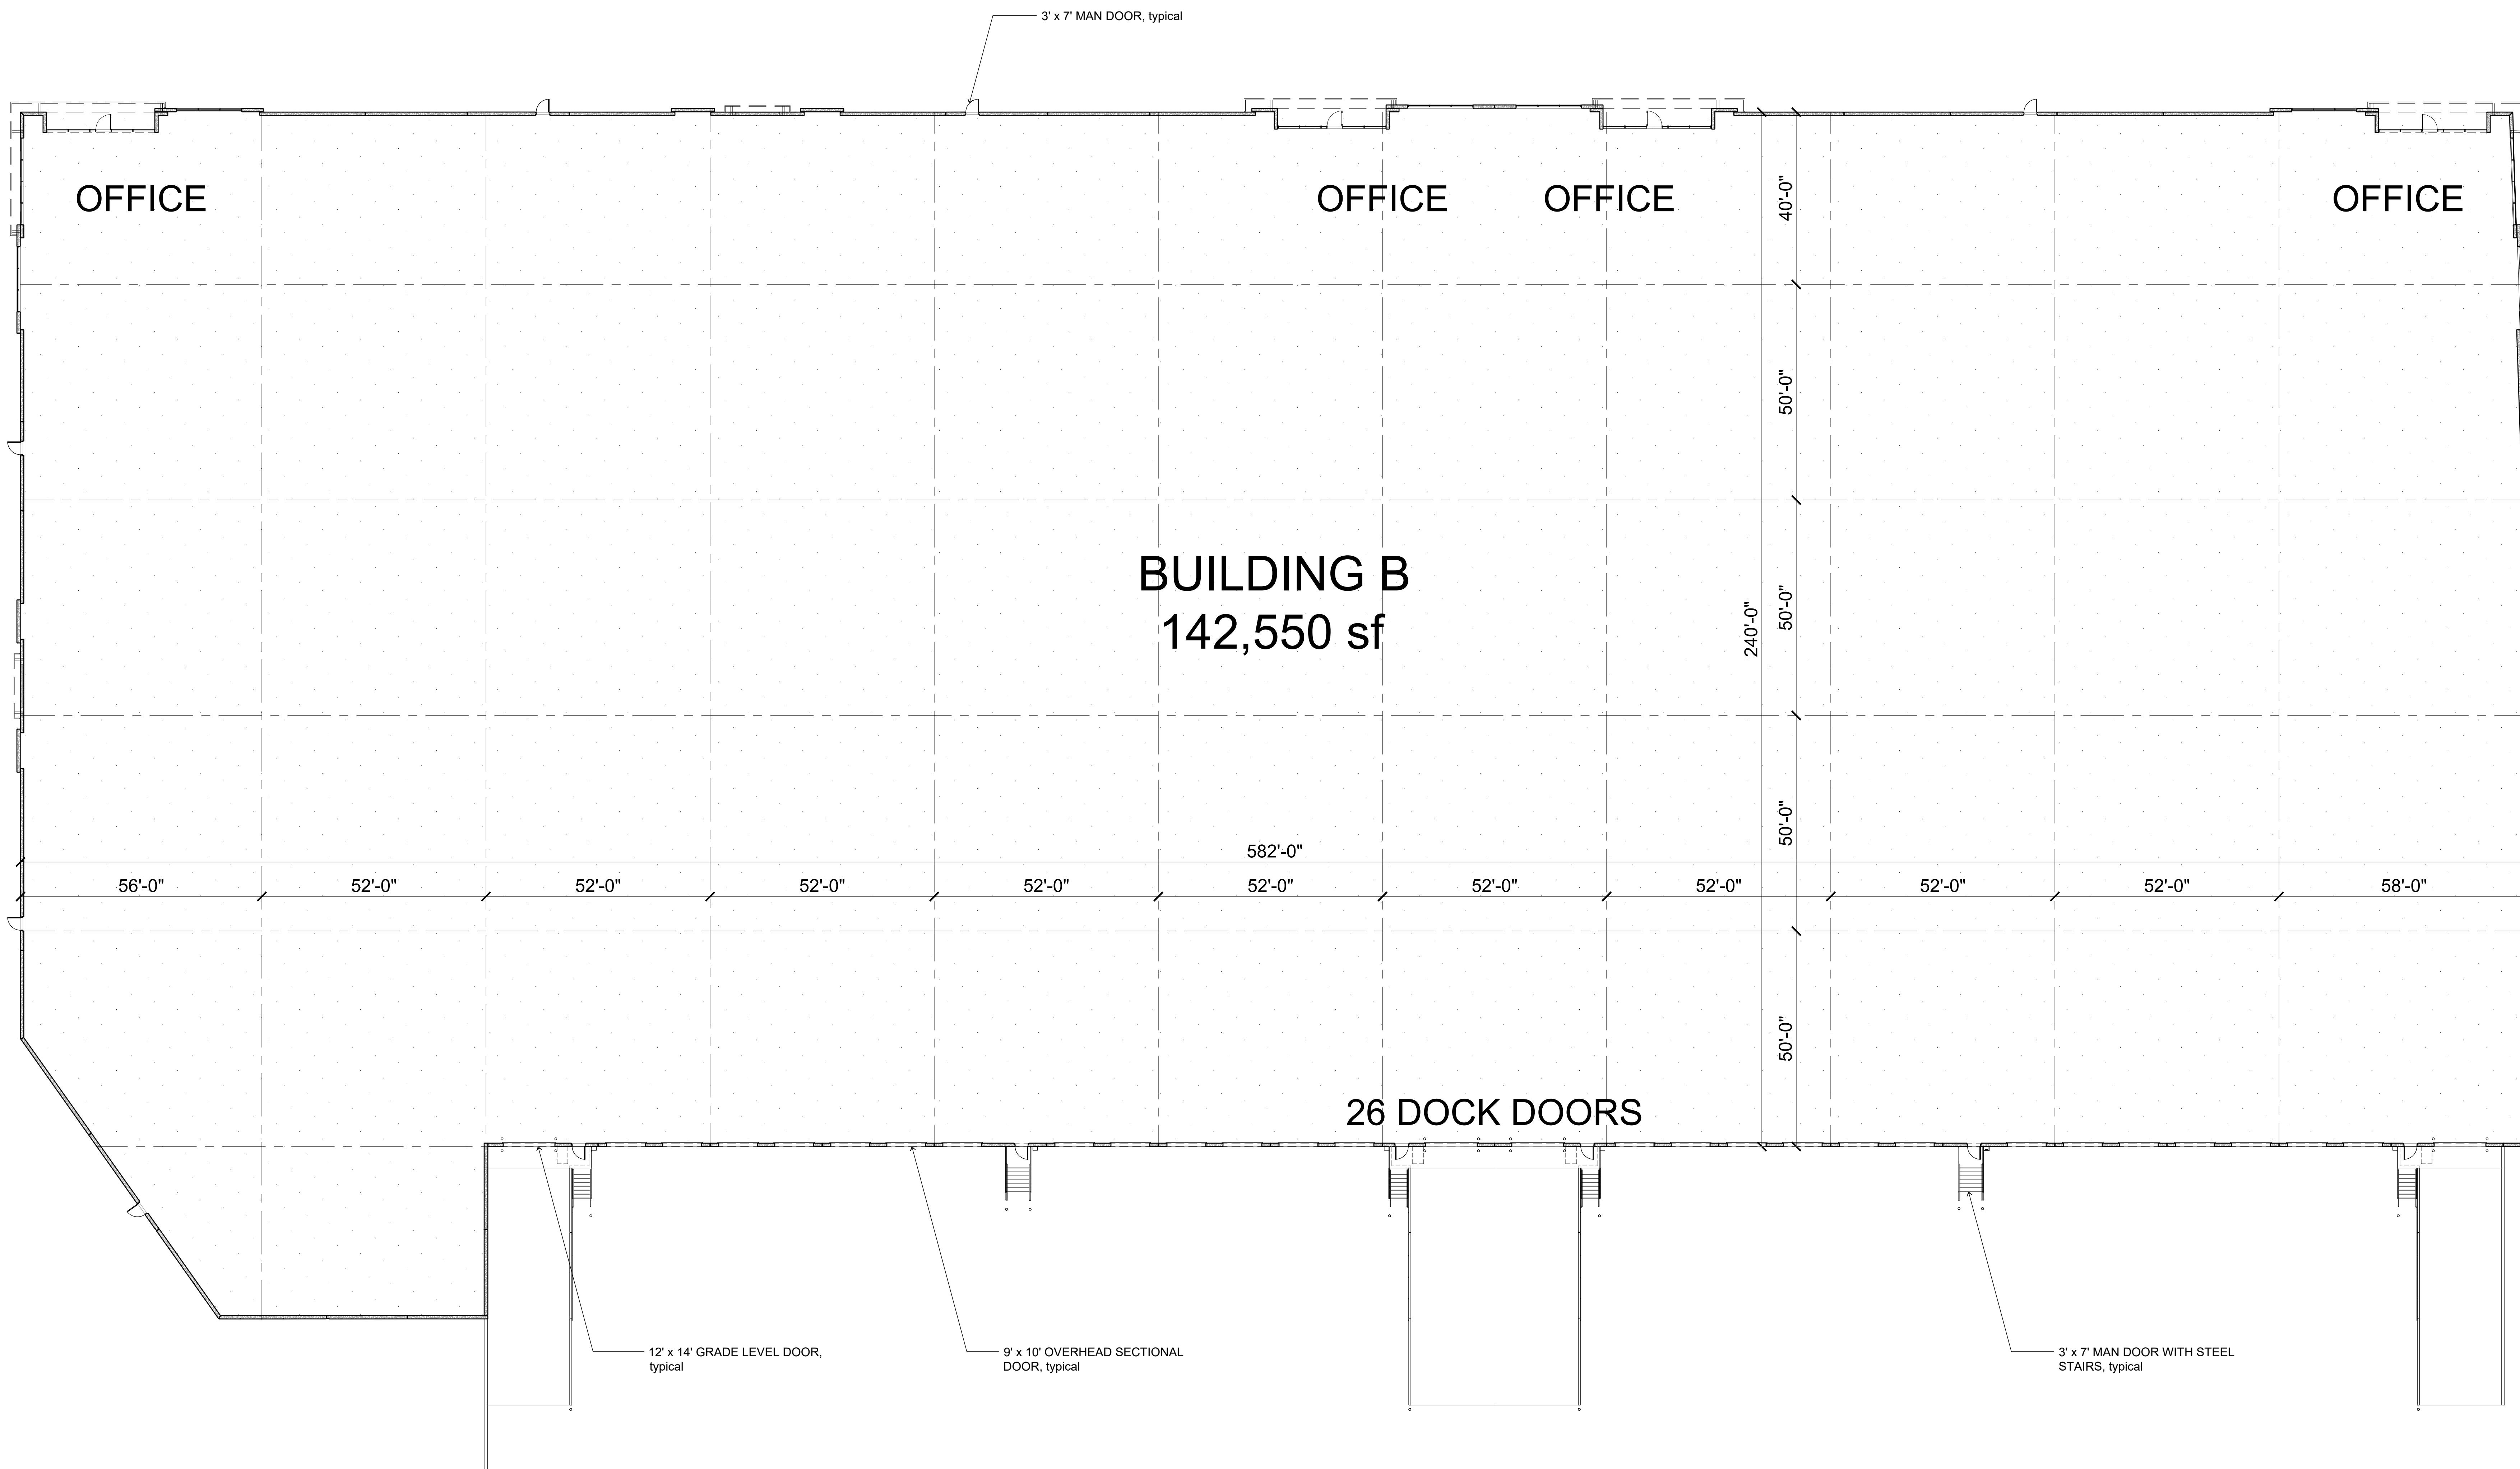 3' x 7' MAN DOOR, typical
OFFICE
OFFICE
OFFICE
OFFICE
40'-0"
50'-0"
BUILDING B
142,550 sf
240'-0"
50'-0"
50'-0"
582'-0"
56'-0"
52'-0"
52'-0"
52'-0"
52'-0"
52'-0"
52'-0"
52'-0"
52'-0"
52'-0"
58'-0"
50'-0"
26 DOCK DOORS
12' x 14' GRADE LEVEL DOOR,
typical
9' x 10' OVERHEAD SECTIONAL
DOOR, typical
3' x 7' MAN DOOR WITH STEEL
STAIRS, typical